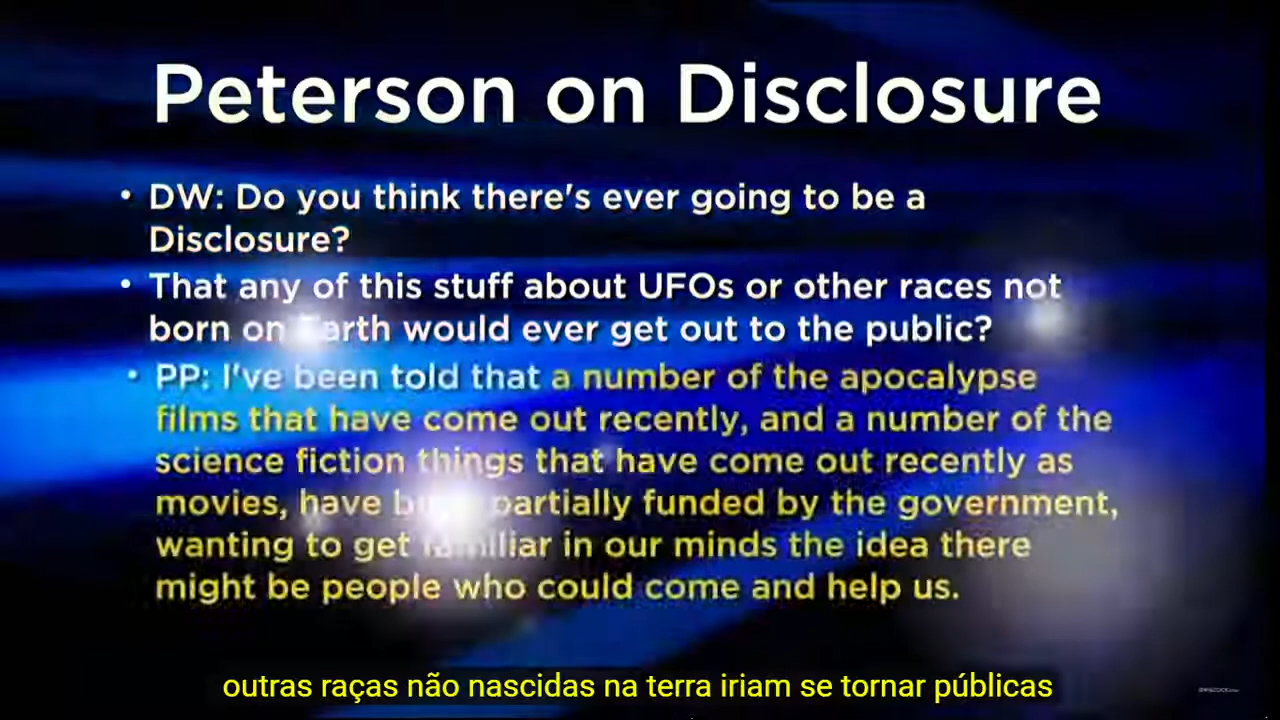 Peterson on Disclosure
• DW: Do you think there's ever going to be a
Disclosure?
• That any of this stuff about UFOs or other races not
born on Earth would ever get out to the public?
• PP: I've been told that a number of the apocalypse
films that have come out recently, and a number of the
science fiction things that have come out recently as
movies, have been partially funded by the government,
wanting to get familiar in our minds the idea there
might be people who could come and help us.
outras raças não nascidas na terra iriam se tornar públicas